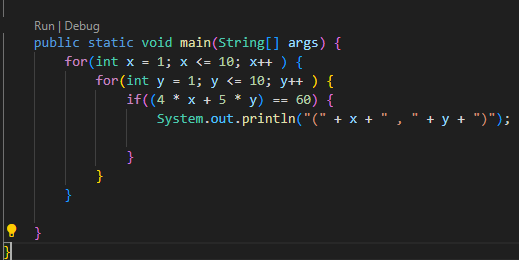 Run | Debug
public static void main(String[] args) {
for(int x = 1; x <= 10; x++ ) {
for(int y = 1; y <= 10; y++ ) {
if((4 * x + 5 * y) == 60) {
System.out.println("(" + x + " , " + y + ")");
}
}
}
}
}